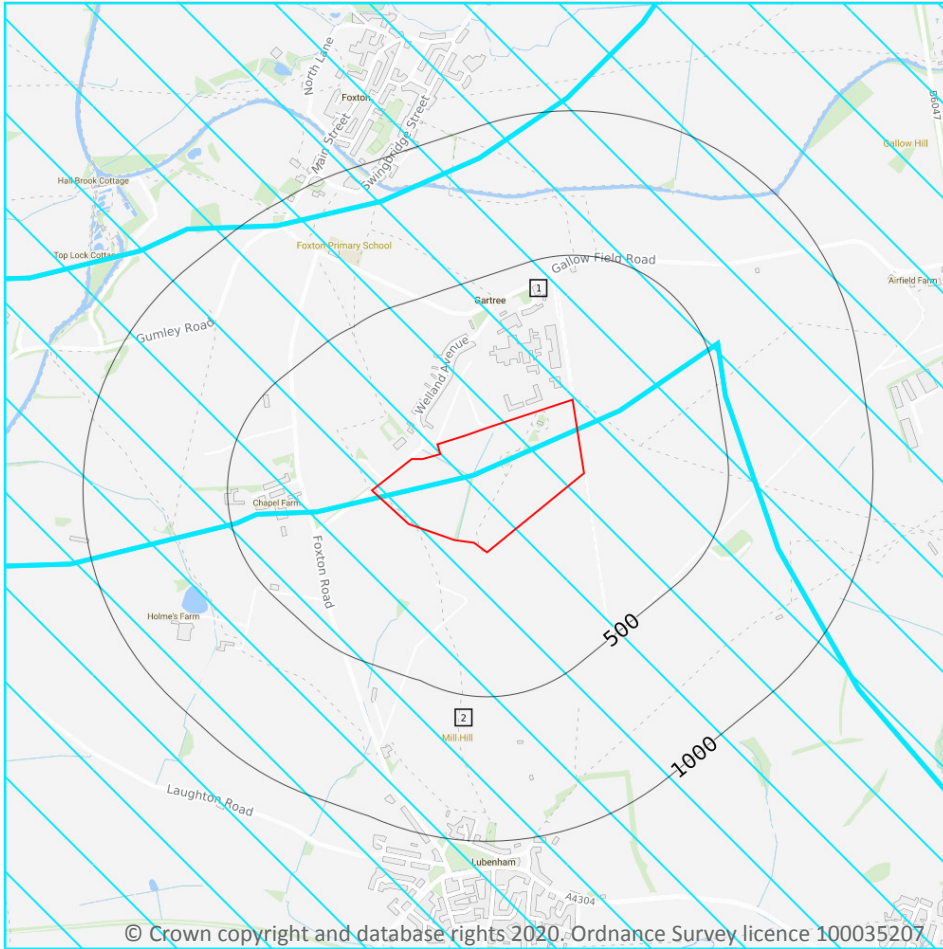 North Lane
Foxton
B6047
Main Street
Swingbridge Street
Gallow Hill
Hall Brook Cottage
Top Lock Cottage
Foxton Primary School
Gallow Field Road
Airfield Farm
1
Gartree
Gumley Road
Welland Avenue
Chapel Farm
Foxton Road
Holme's Farm
500
2
Mill Hill
1000
Laughton Road
Lubenham
A4304
© Crown copyright and database rights 2020. Ordnance Survey licence 100035207.